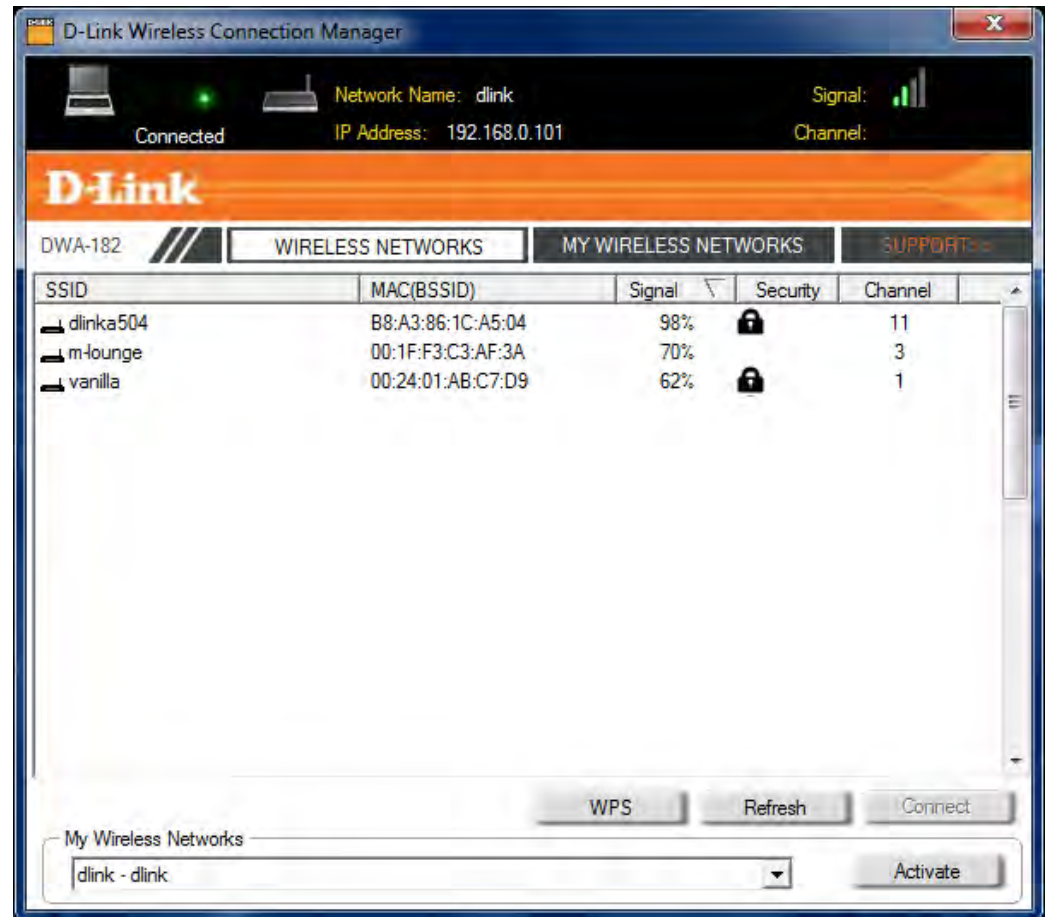 D-Link Wireless Connection Manager
Network Name: dlink Signal:
Connected IP Address: 192.168.0.101 Channel:
D-Link
DWA-182 WIRELESS NETWORKS MY WIRELESS NETWORKS SUPPORT
SSID MAC(BSSID) Signal Security Channel
dlinka504 B8:A3:86:1C:A5:04 98% 11
m-lounge 00:1F:F3:C3:AF:3A 70% 3
vanilla 00:24:01:AB:C7:D9 62% 1
WPS Refresh Connect
My Wireless Networks
dlink - dlink Activate